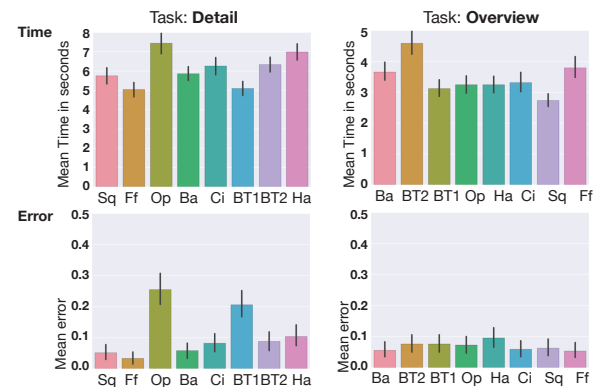 Task: Detail
Task: Overview
Time
Mean Time in seconds
8
7
6
5
4
3
2
1
0
Sq Ff Op Ba Ci BT1 BT2 Ha
Mean Time in seconds
5
4
3
2
1
0
Ba BT2 BT1 Op Ha Ci Sq Ff
Error
Mean error
0.5
0.4
0.3
0.2
0.1
0.0
Sq Ff Op Ba Ci BT1 BT2 Ha
Mean error
0.5
0.4
0.3
0.2
0.1
0.0
Ba BT2 BT1 Op Ha Ci Sq Ff